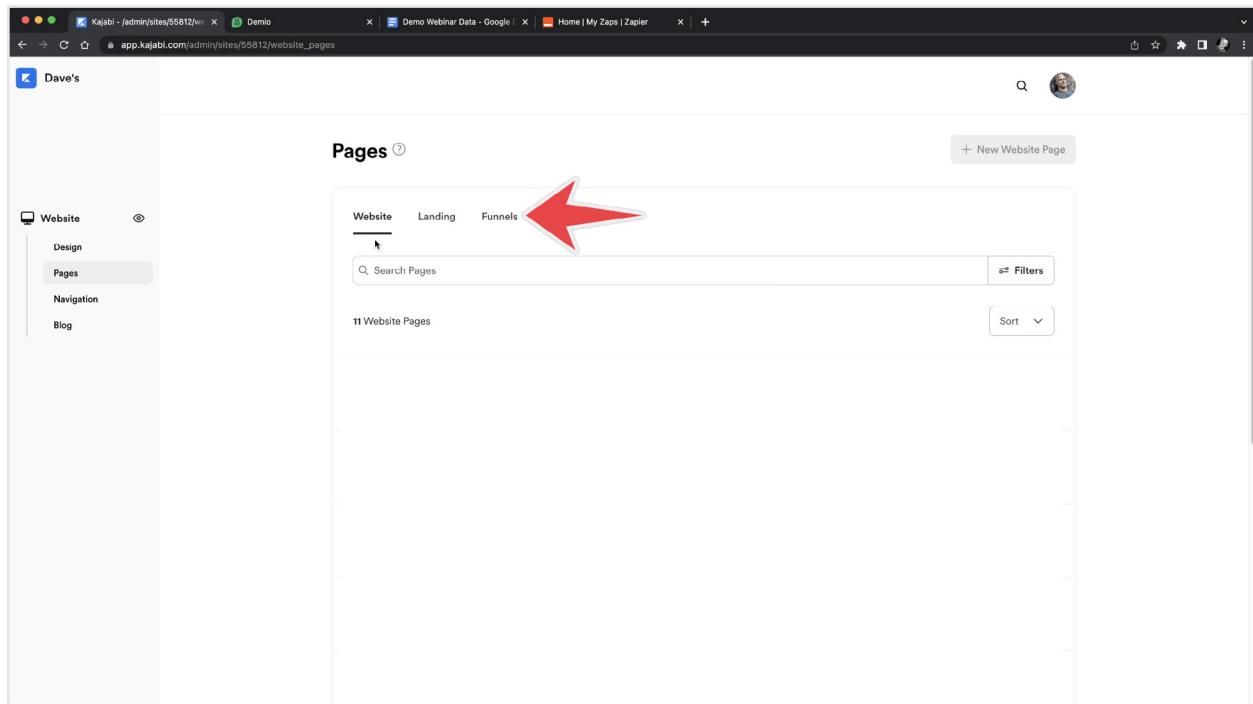 Kajabi - /admin/sites/55812/we
Demio
Demo Webinar Data - Google D
Home | My Zaps | Zapier
app.kajabi.com/admin/sites/55812/website_pages
Dave's
Pages
+ New Website Page
Website
Design
Pages
Navigation
Blog
Website Landing Funnels
Search Pages
Filters
11 Website Pages
Sort